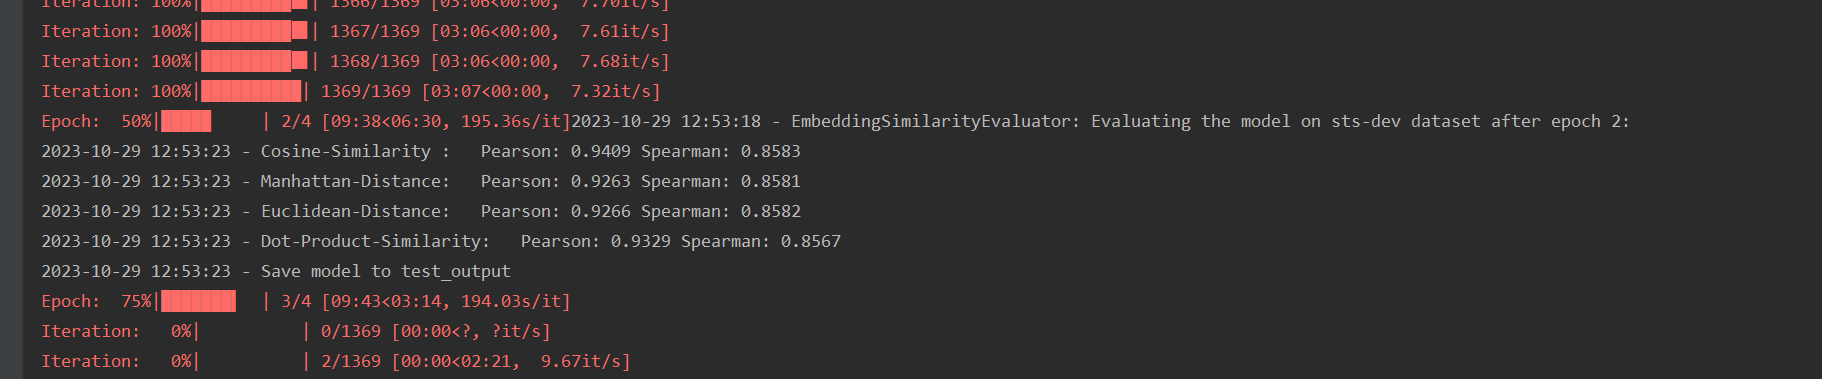 Iteration: 100%|██████████| 1366/1369 [03:06<00:00,  7.70it/s]
Iteration: 100%|██████████| 1367/1369 [03:06<00:00,  7.61it/s]
Iteration: 100%|██████████| 1368/1369 [03:06<00:00,  7.68it/s]
Iteration: 100%|██████████| 1369/1369 [03:07<00:00,  7.32it/s]
Epoch:  50%|█████     | 2/4 [09:38<06:30, 195.36s/it]2023-10-29 12:53:18 - EmbeddingSimilarityEvaluator: Evaluating the model on sts-dev dataset after epoch 2:
2023-10-29 12:53:23 - Cosine-Similarity :	Pearson: 0.9409	Spearman: 0.8583
2023-10-29 12:53:23 - Manhattan-Distance:	Pearson: 0.9263	Spearman: 0.8581
2023-10-29 12:53:23 - Euclidean-Distance:	Pearson: 0.9266	Spearman: 0.8582
2023-10-29 12:53:23 - Dot-Product-Similarity:	Pearson: 0.9329	Spearman: 0.8567
2023-10-29 12:53:23 - Save model to test_output
Epoch:  75%|███████▌  | 3/4 [09:43<03:14, 194.03s/it]
Iteration:   0%|          | 0/1369 [00:00<?, ?it/s]
Iteration:   0%|          | 2/1369 [00:00<02:21,  9.67it/s]